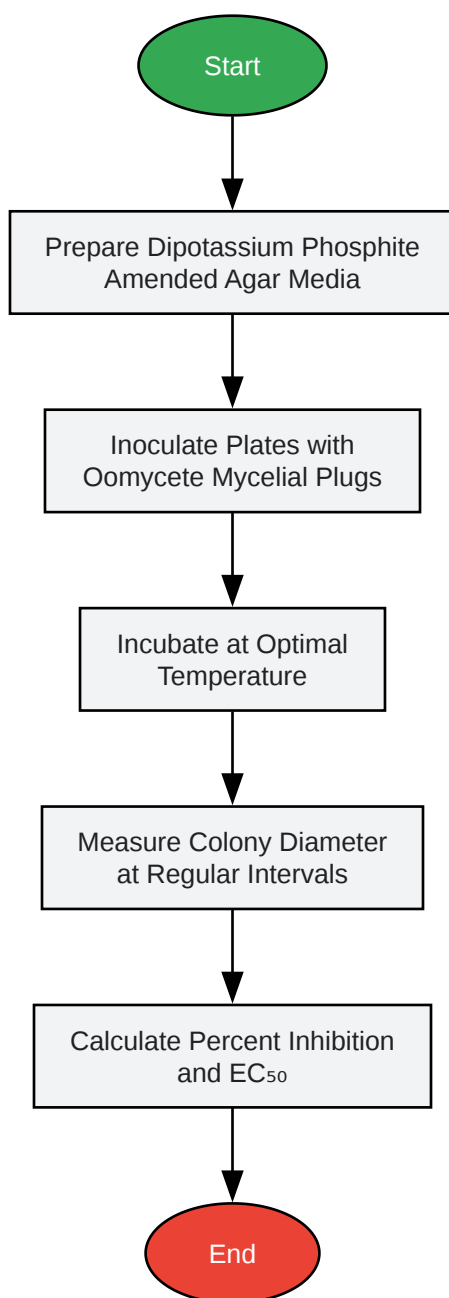 Start
Prepare Dipotassium Phosphite
Amended Agar Media
Inoculate Plates with
Oomycete Mycelial Plugs
Incubate at Optimal
Temperature
Measure Colony Diameter
at Regular Intervals
Calculate Percent Inhibition
and EC₅₀
End